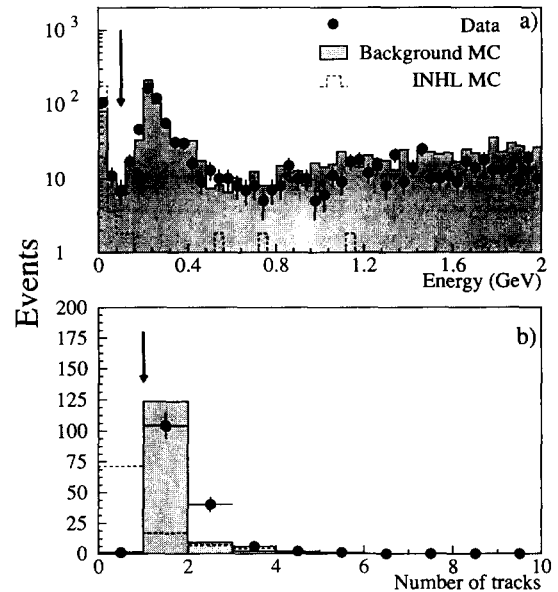 a)
10³
Data
Background MC
INHL MC
10²
10
1
0 0.4 0.8 1.2 1.6 2
Energy (GeV)
Events
200
b)
175
150
125
100
75
50
25
0
0 2 4 6 8 10
Number of tracks